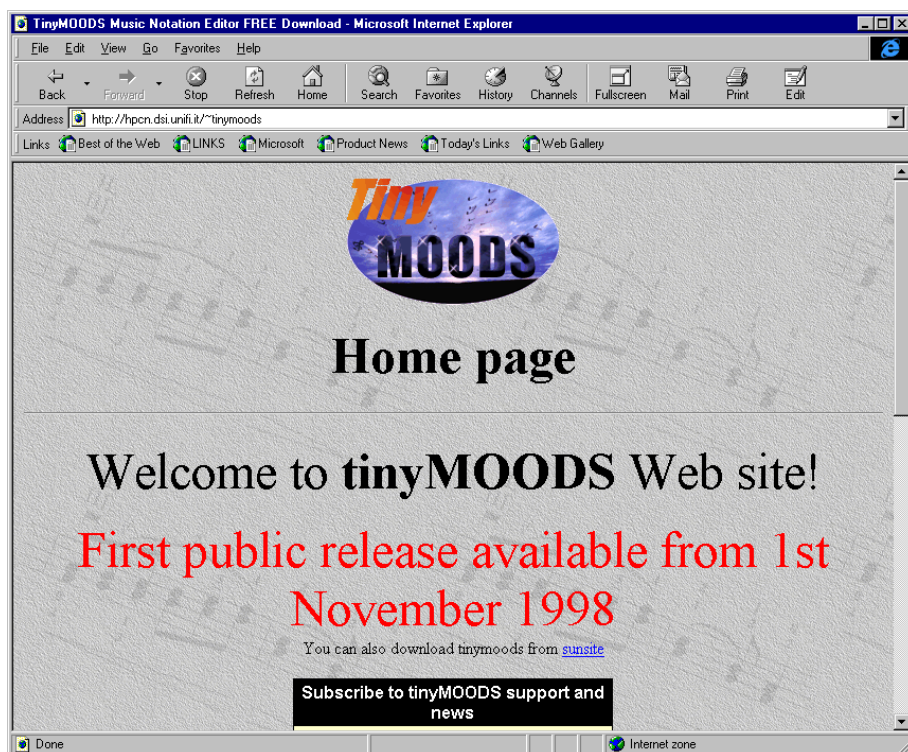 TinyMOODS Music Notation Editor FREE Download - Microsoft Internet Explorer
File Edit View Go Favorites Help
Back Forward Stop Refresh Home Search Favorites History Channels Fullscreen Mail Print Edit
Address http://hpcn.dsi.unifi.it/~tinymoods
Links Best of the Web LINKS Microsoft Product News Today's Links Web Gallery
Tiny
MOODS
Home page
Welcome to tinyMOODS Web site!
First public release available from 1st
November 1998
You can also download tinymoods from sunsite
Subscribe to tinyMOODS support and
news
Done Internet zone